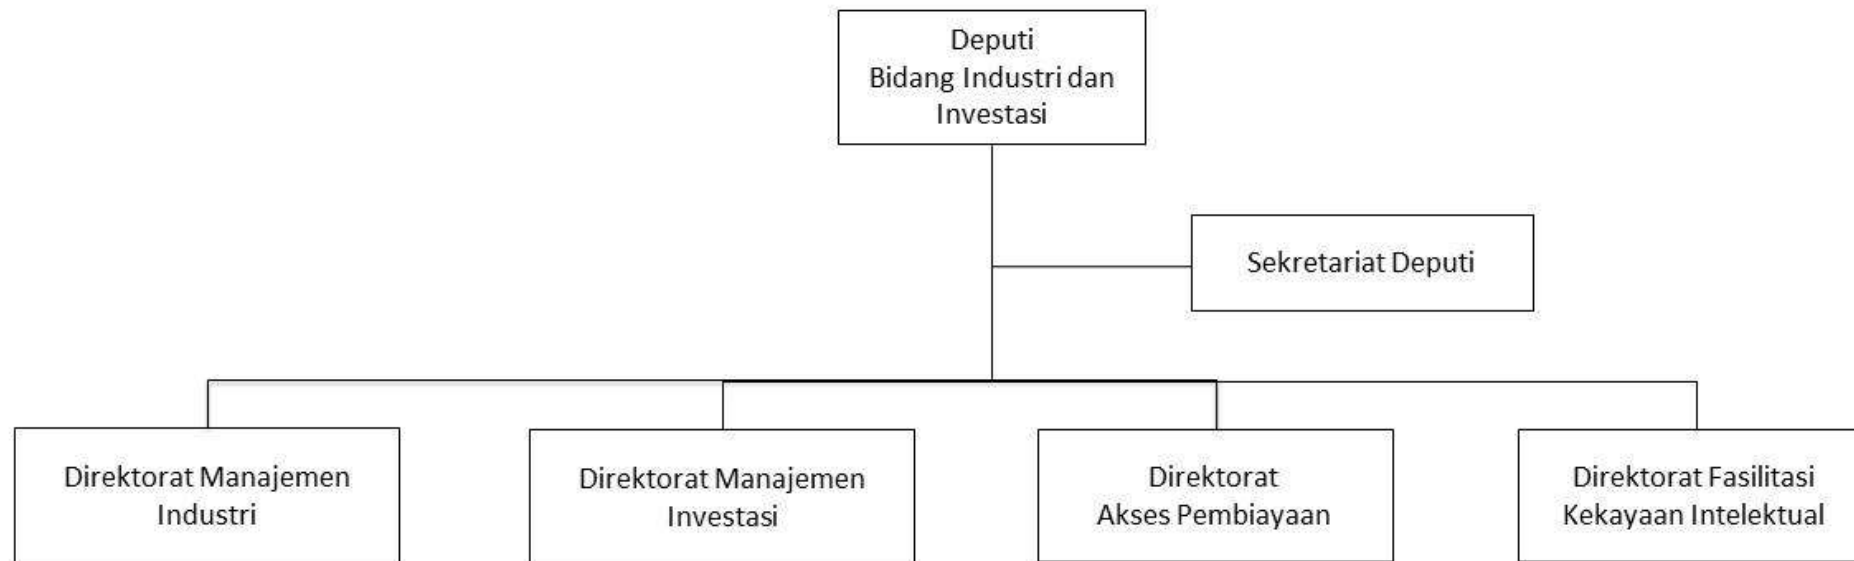 Deputi
Bidang Industri dan
Investasi
Sekretariat Deputi
Direktorat Manajemen
Industri
Direktorat Manajemen
Investasi
Direktorat
Akses Pembiayaan
Direktorat Fasilitasi
Kekayaan Intelektual